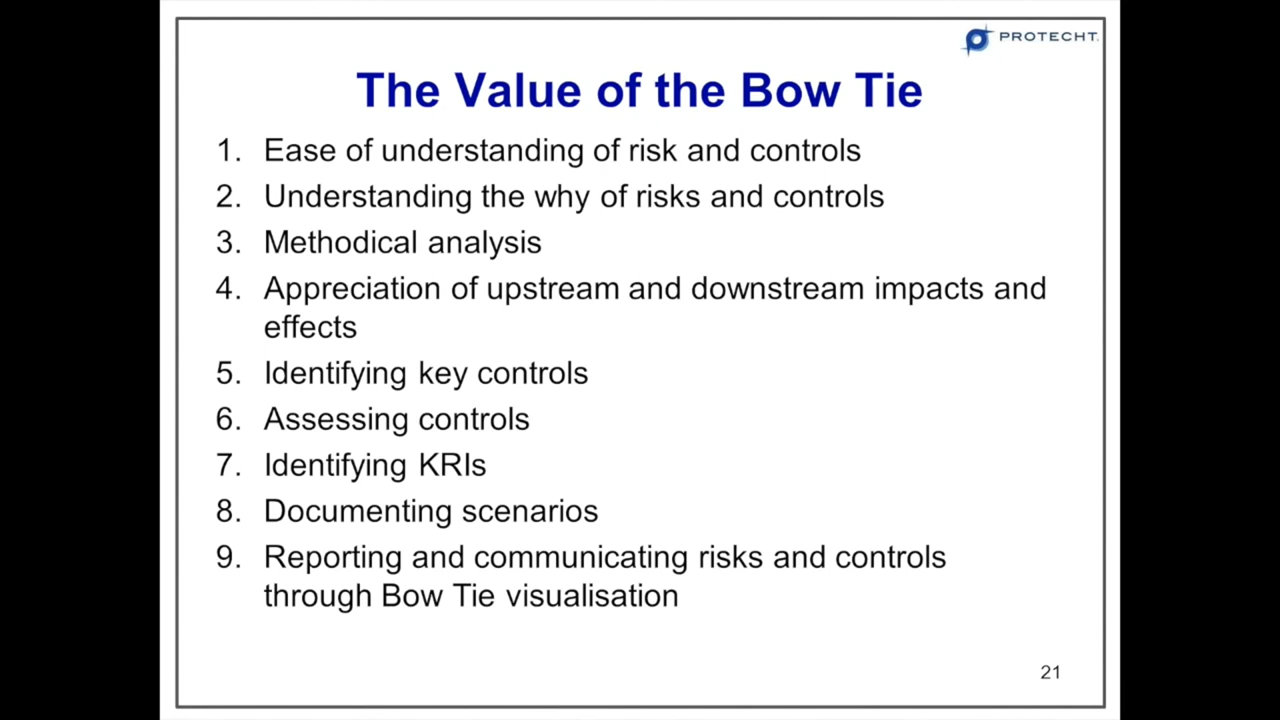 PROTECHT
The Value of the Bow Tie
1. Ease of understanding of risk and controls
2. Understanding the why of risks and controls
3. Methodical analysis
4. Appreciation of upstream and downstream impacts and
effects
5. Identifying key controls
6. Assessing controls
7. Identifying KRIs
8. Documenting scenarios
9. Reporting and communicating risks and controls
through Bow Tie visualisation
21